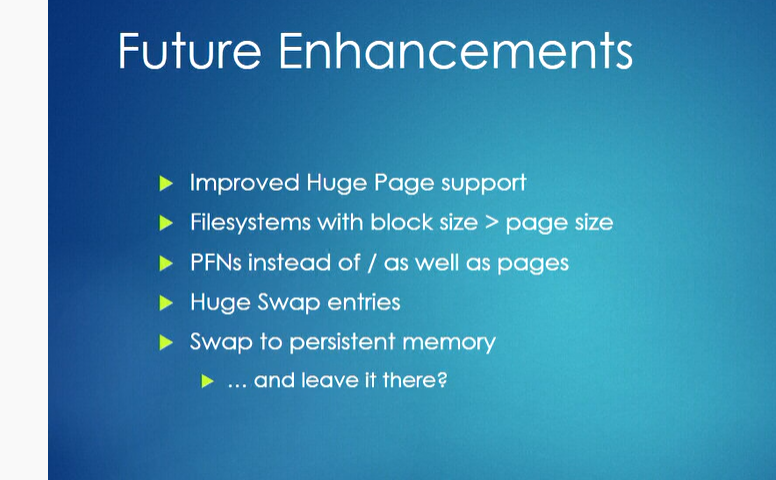 Future Enhancements
Improved Huge Page support
Filesystems with block size > page size
PFNs instead of / as well as pages
Huge Swap entries
Swap to persistent memory
... and leave it there?